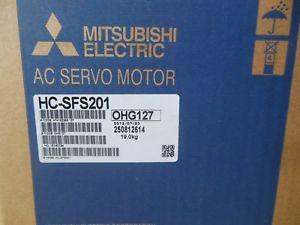 MITSUBISHI
ELECTRIC
AC SERVO MOTOR
HC-SFS201
OHG127
250812614
19.0kg